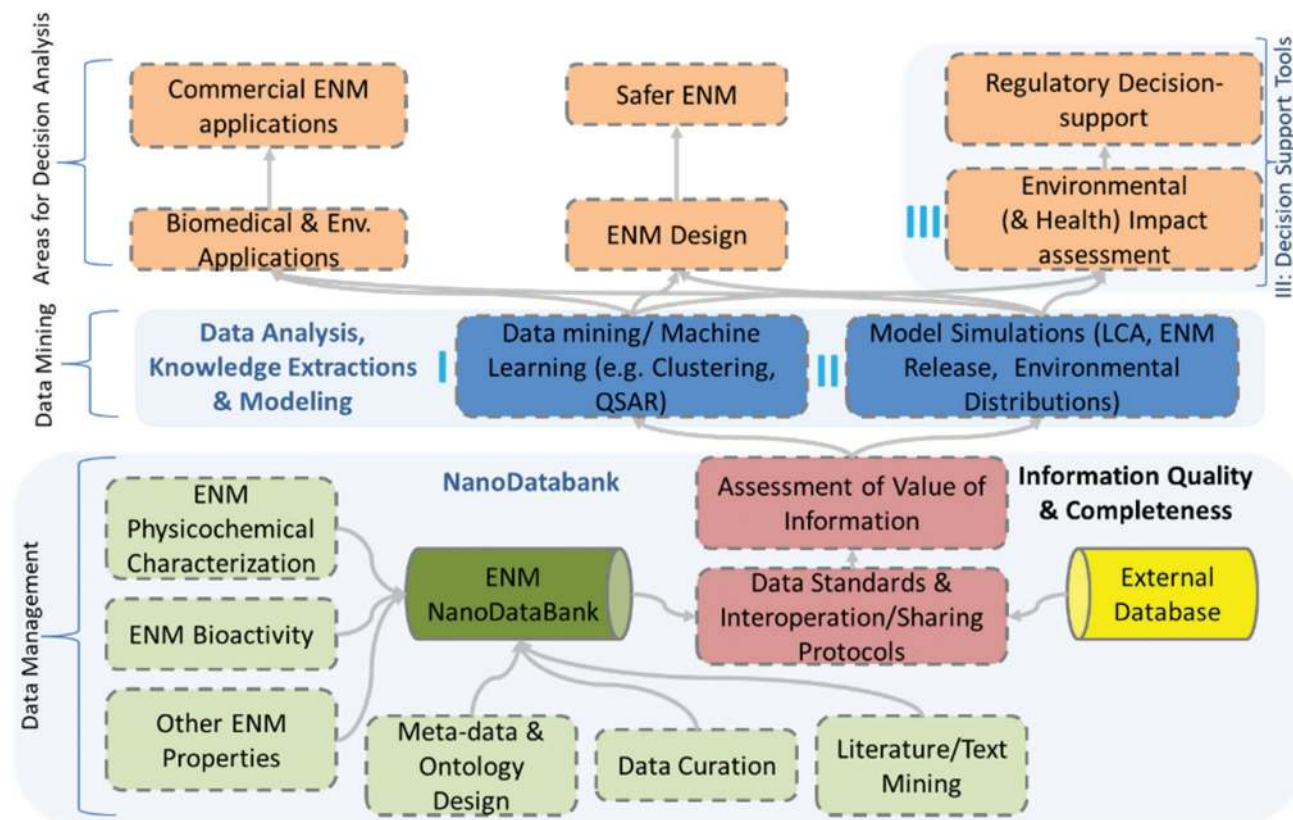 Areas for Decision Analysis
Commercial ENM
applications
Safer ENM
Regulatory Decision-
support
Biomedical & Env.
Applications
ENM Design
III
Environmental
(& Health) Impact
assessment
III: Decision Support Tools
Data Mining
Data Analysis,
Knowledge Extractions
& Modeling
I
Data mining/ Machine
Learning (e.g. Clustering,
QSAR)
II
Model Simulations (LCA, ENM
Release, Environmental
Distributions)
Data Management
ENM
Physicochemical
Characterization
NanoDatabank
Assessment of Value of
Information
Information Quality
& Completeness
ENM
NanoDataBank
Data Standards &
Interoperation/Sharing
Protocols
External
Database
ENM Bioactivity
Other ENM
Properties
Meta-data &
Ontology
Design
Data Curation
Literature/Text
Mining